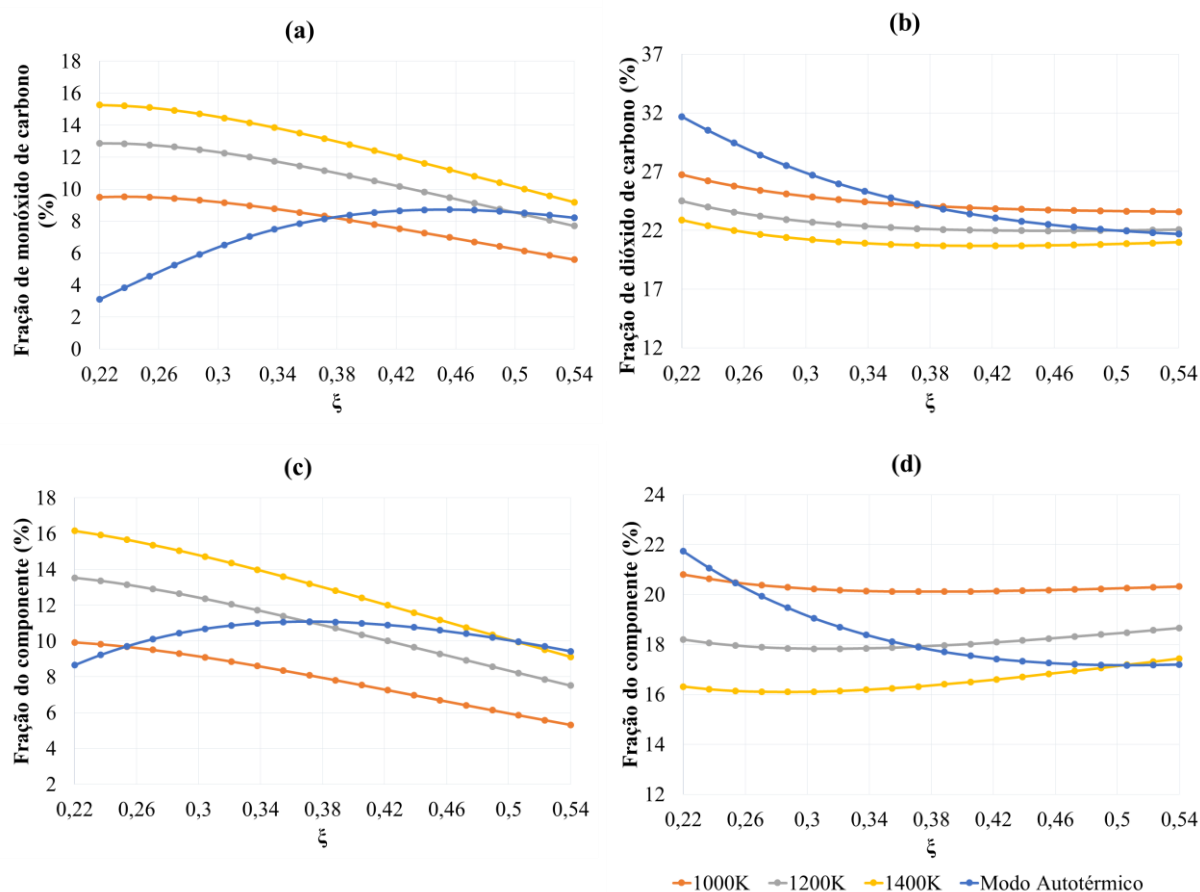 (a)
Fração de monóxido de carbono
(%)
18
16
14
12
10
8
6
4
2
0
0,22 0,26 0,3 0,34 0,38 0,42 0,46 0,5 0,54
ξ
(b)
Fração de dióxido de carbono (%)
37
32
27
22
17
12
0,22 0,26 0,3 0,34 0,38 0,42 0,46 0,5 0,54
ξ
(c)
Fração do componente (%)
18
16
14
12
10
8
6
4
2
0,22 0,26 0,3 0,34 0,38 0,42 0,46 0,5 0,54
ξ
(d)
Fração do componente (%)
24
22
20
18
16
14
12
0,22 0,26 0,3 0,34 0,38 0,42 0,46 0,5 0,54
ξ
1000K 1200K 1400K Modo Autotérmico